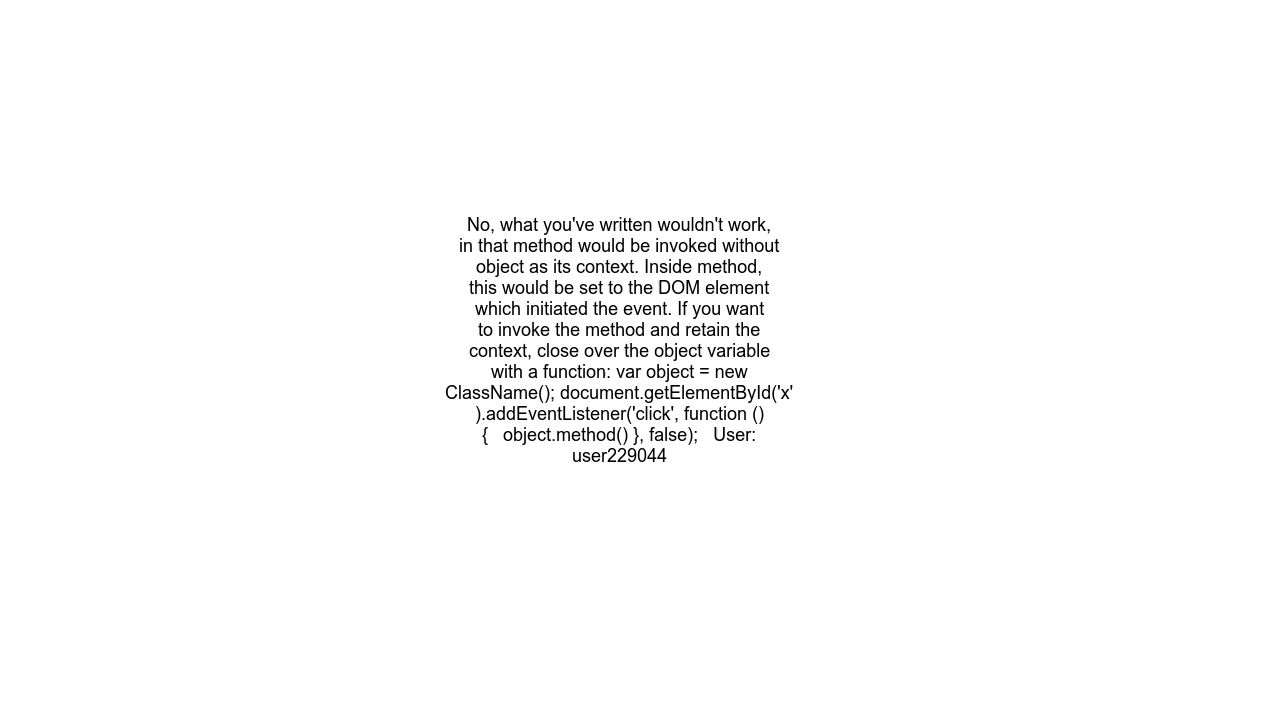 No, what you've written wouldn't work,
in that method would be invoked without
object as its context. Inside method,
this would be set to the DOM element
which initiated the event. If you want
to invoke the method and retain the
context, close over the object variable
with a function: var object = new
ClassName(); document.getElementById('x'
).addEventListener('click', function ()
{   object.method() }, false);   User:
user229044